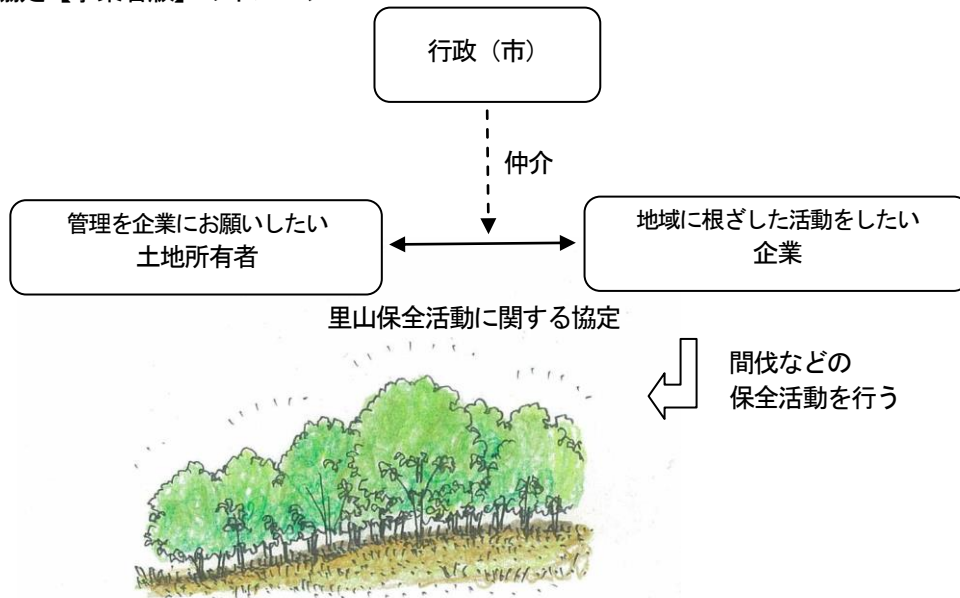 行政（市）
仲介
管理を企業にお願いしたい
土地所有者
地域に根ざした活動をしたい
企業
里山保全活動に関する協定
間伐などの
保全活動を行う